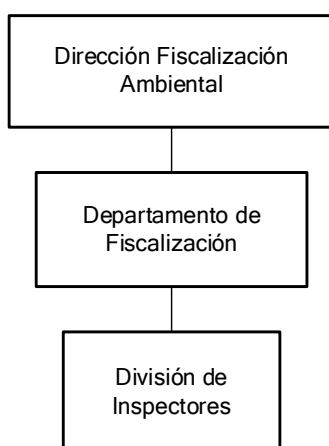 Dirección Fiscalización
Ambiental
Departamento de
Fiscalización
División de
Inspectores